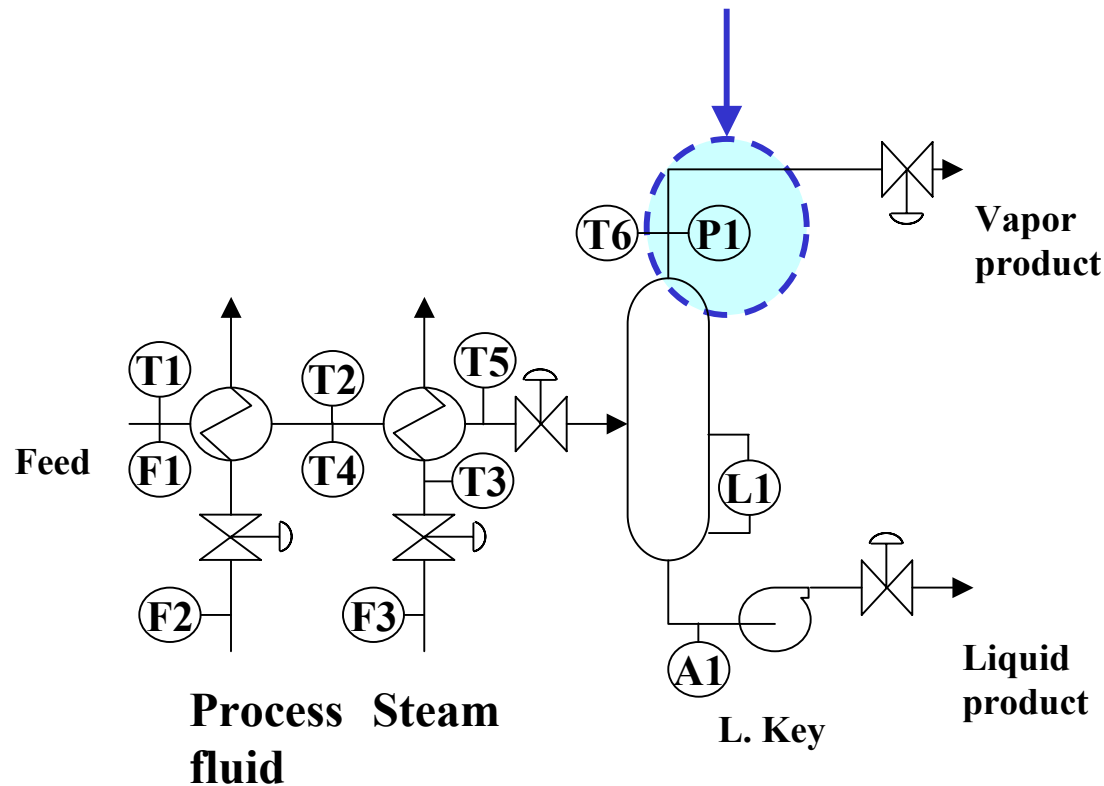 T6
P1
Vapor
product
T1
T2
T5
Feed
F1
T4
T3
L1
F2
F3
A1
Liquid
product
Process Steam
fluid
L. Key